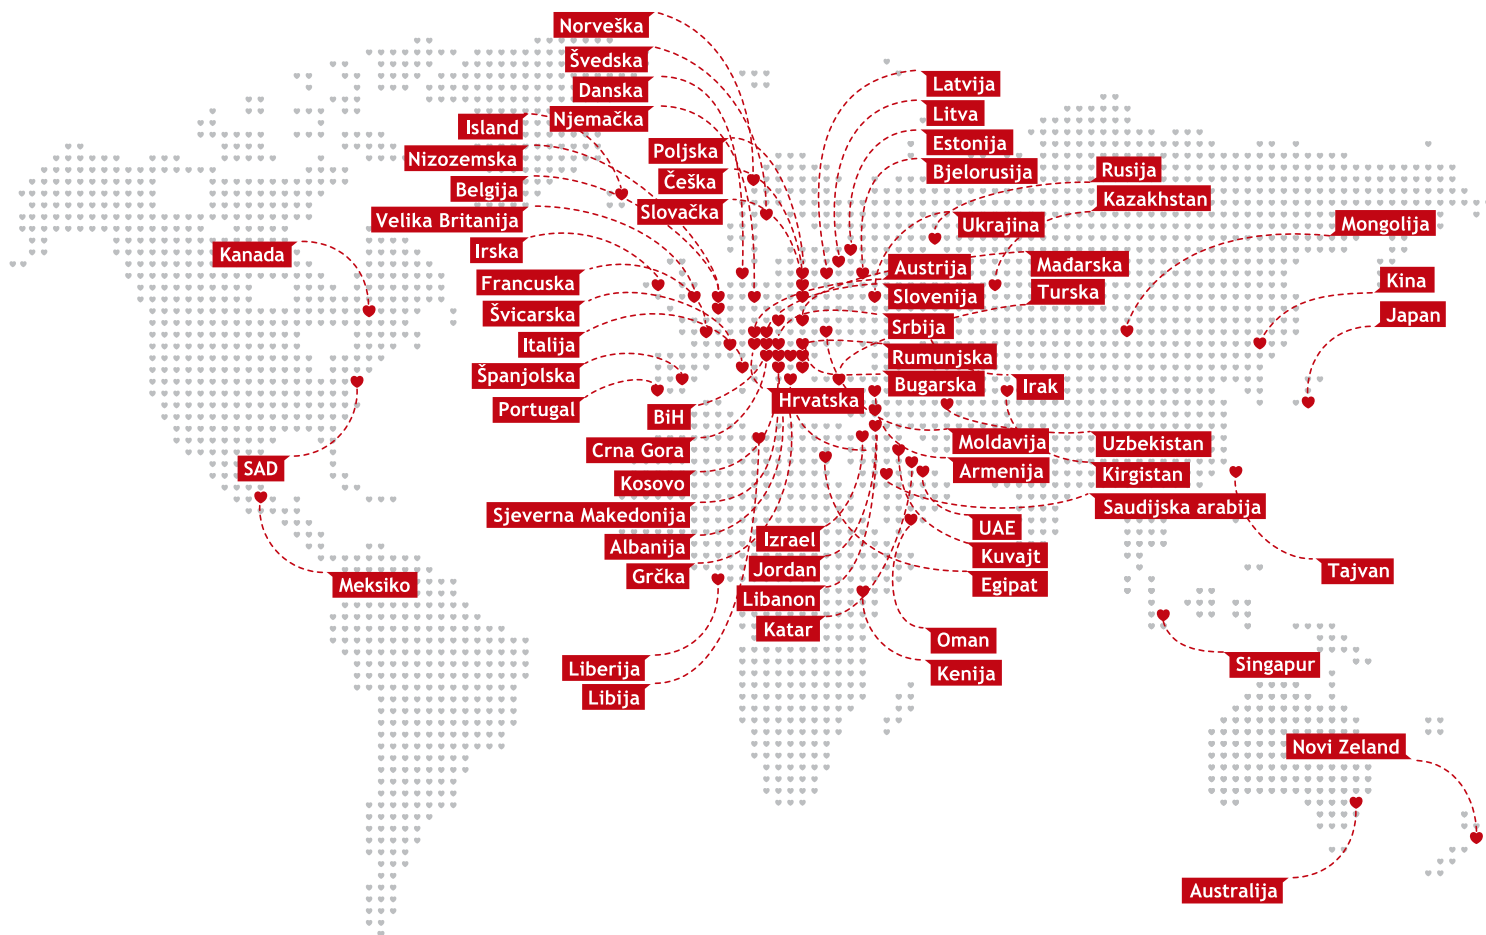 Norveška
Švedska
Danska
Njemačka
Island
Nizozemska
Belgija
Velika Britanija
Irska
Francuska
Švicarska
Italija
Španjolska
Portugal
Poljska
Češka
Slovačka
Kanada
SAD
Meksiko
BiH
Crna Gora
Kosovo
Sjeverna Makedonija
Albanija
Grčka
Liberija
Libija
Latvija
Litva
Estonija
Bjelorusija
Rusija
Kazakhstan
Ukrajina
Mongolija
Austrija
Mađarska
Slovenija
Turska
Srbija
Rumunjska
Bugarska
Irak
Hrvatska
Kina
Japan
Moldavija
Uzbekistan
Armenija
Kirgistan
Saudijska arabija
Izrael
Jordan
Libanon
Katar
UAE
Kuvajt
Egipat
Oman
Kenija
Tajvan
Singapur
Novi Zeland
Australija